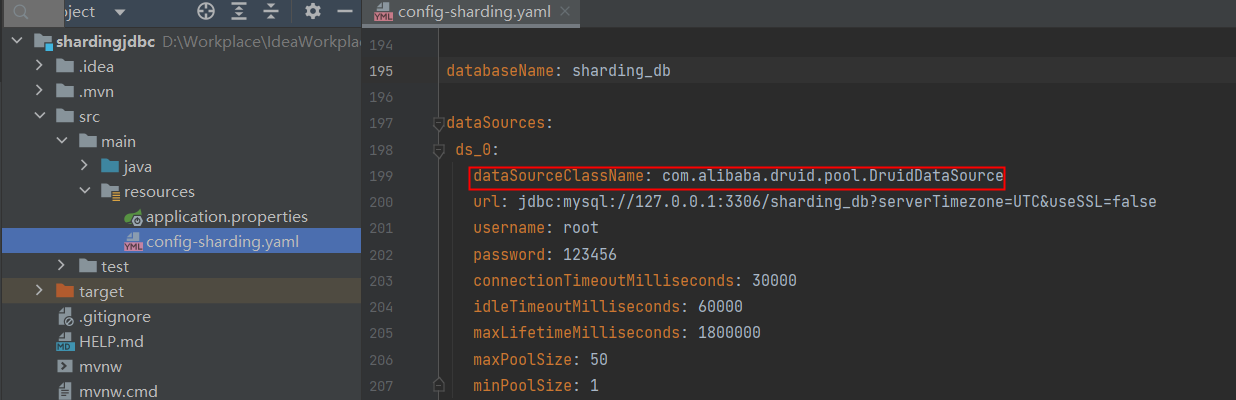 oject
shardingjdbc D:\Workplace\IdeaWorkplac
.idea
.mvn
src
main
java
resources
application.properties
config-sharding.yaml
test
target
.gitignore
HELP.md
mvnw
mvnw.cmd
config-sharding.yaml
194
195 databaseName: sharding_db
196
197 dataSources:
198 ds_0:
199 dataSourceClassName: com.alibaba.druid.pool.DruidDataSource
200 url: jdbc:mysql://127.0.0.1:3306/sharding_db?serverTimezone=UTC&useSSL=false
201 username: root
202 password: 123456
203 connectionTimeoutMilliseconds: 30000
204 idleTimeoutMilliseconds: 60000
205 maxLifetimeMilliseconds: 1800000
206 maxPoolSize: 50
207 minPoolSize: 1